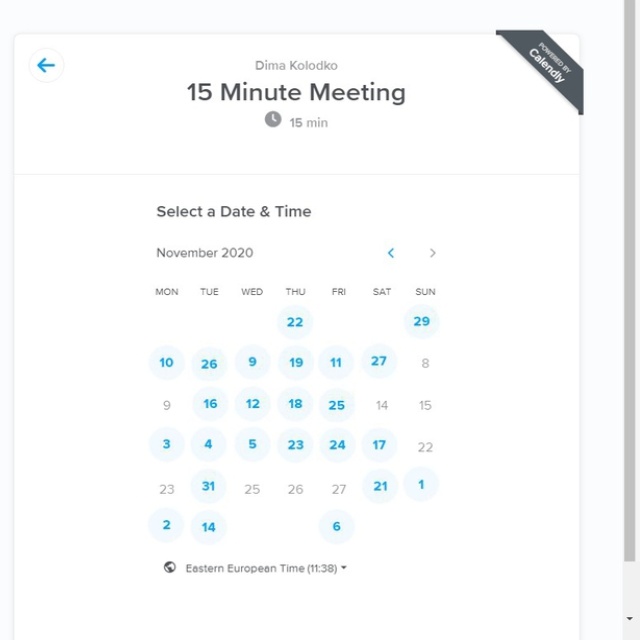 POWERED BY
Calendly
Dima Kolodko
15 Minute Meeting
15 min
Select a Date & Time
November 2020
MON TUE WED THU FRI SAT SUN
22 29
10 26 9 19 11 27 8
9 16 12 18 25 14 15
3 4 5 23 24 17 22
23 31 25 26 27 21 1
2 14 6
Eastern European Time (11:38)